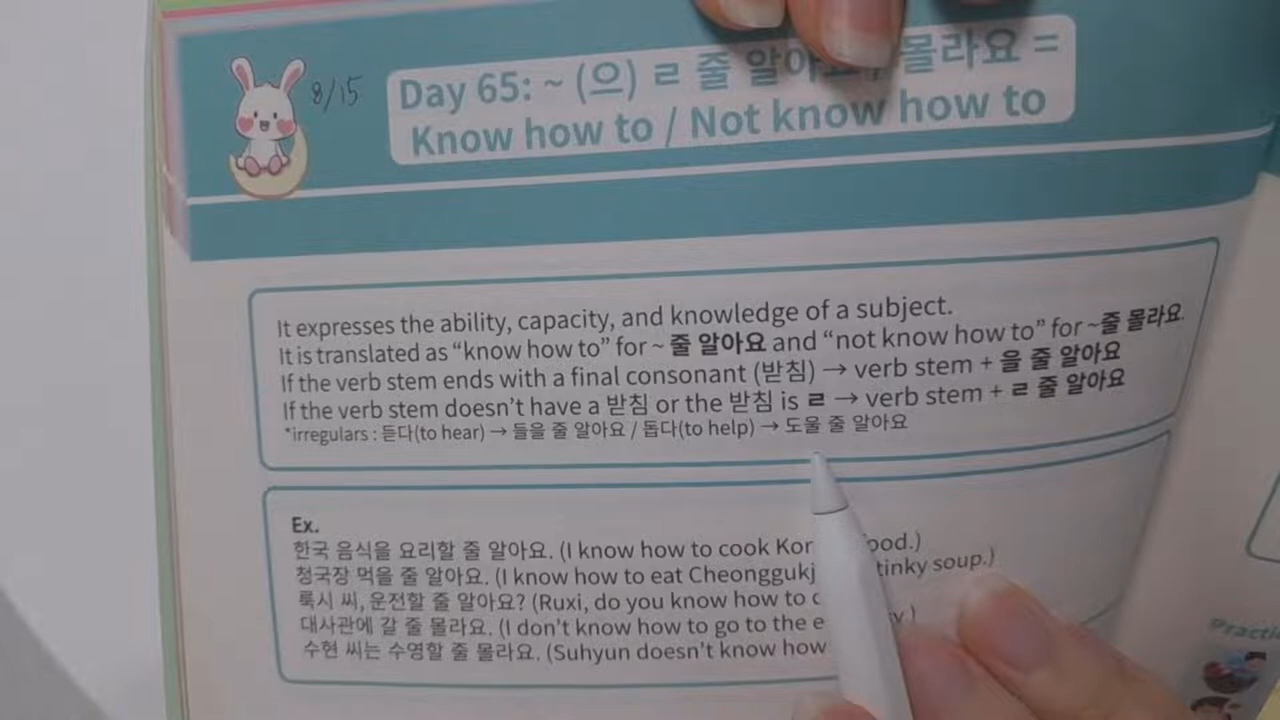 8/15
Day 65: ~ (으) ㄹ 줄 알아 몰라요 =
Know how to / Not know how to
It expresses the ability, capacity, and knowledge of a subject.
It is translated as “know how to” for ~ 줄 알아요 and “not know how to” for ~줄 몰라요.
If the verb stem ends with a final consonant (받침) → verb stem + 을 줄 알아요
If the verb stem doesn’t have a 받침 or the 받침 is ㄹ → verb stem + ㄹ 줄 알아요
*irregulars : 듣다(to hear) → 들을 줄 알아요 / 돕다(to help) → 도울 줄 알아요
Ex.
한국 음식을 요리할 줄 알아요. (I know how to cook Kor ood.)
청국장 먹을 줄 알아요. (I know how to eat Cheonggukj tinky soup.)
룩시 씨, 운전할 줄 알아요? (Ruxi, do you know how to
대사관에 갈 줄 몰라요. (I don’t know how to go to the e y.)
수현 씨는 수영할 줄 몰라요. (Suhyun doesn’t know how
Practi